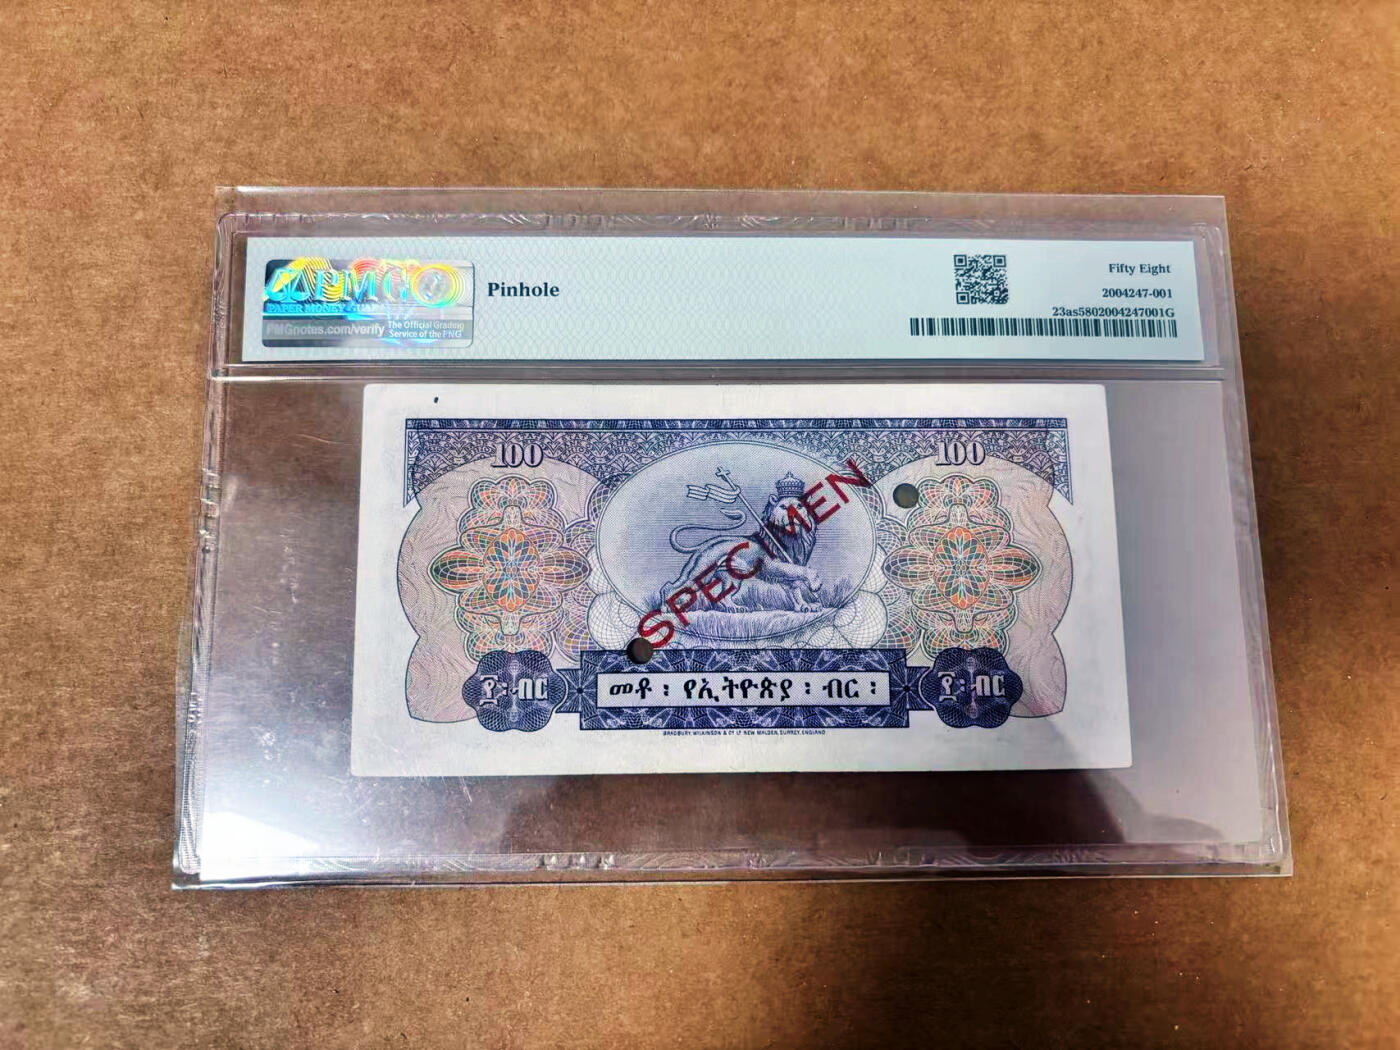 PMG
PAPER MONEY GUARANTY
PMGnotes.com/verify
The Official Grading
Service of the PNG
Pinhole
Fifty Eight
2004247-001
23as5802004247001G
100
100
SPECIMEN
፻፡ብር
መቶ ፡ የኢትዮጵያ ፡ ብር ፡
፻፡ብር
BRADBURY, WILKINSON & Cº Lᵈ NEW MALDEN, SURREY, ENGLAND